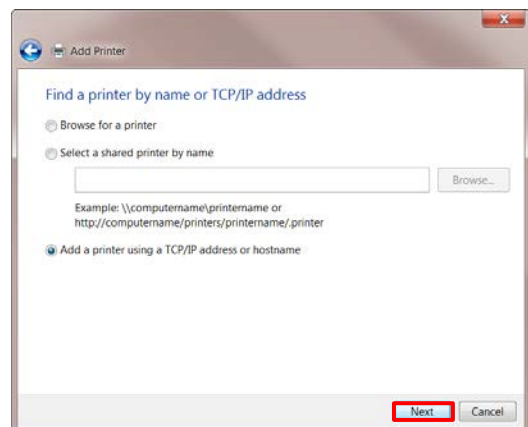 Add Printer
Find a printer by name or TCP/IP address
Browse for a printer
Select a shared printer by name
Browse...
Example: \\computername\printername or
http://computername/printers/printername/.printer
Add a printer using a TCP/IP address or hostname
Next Cancel